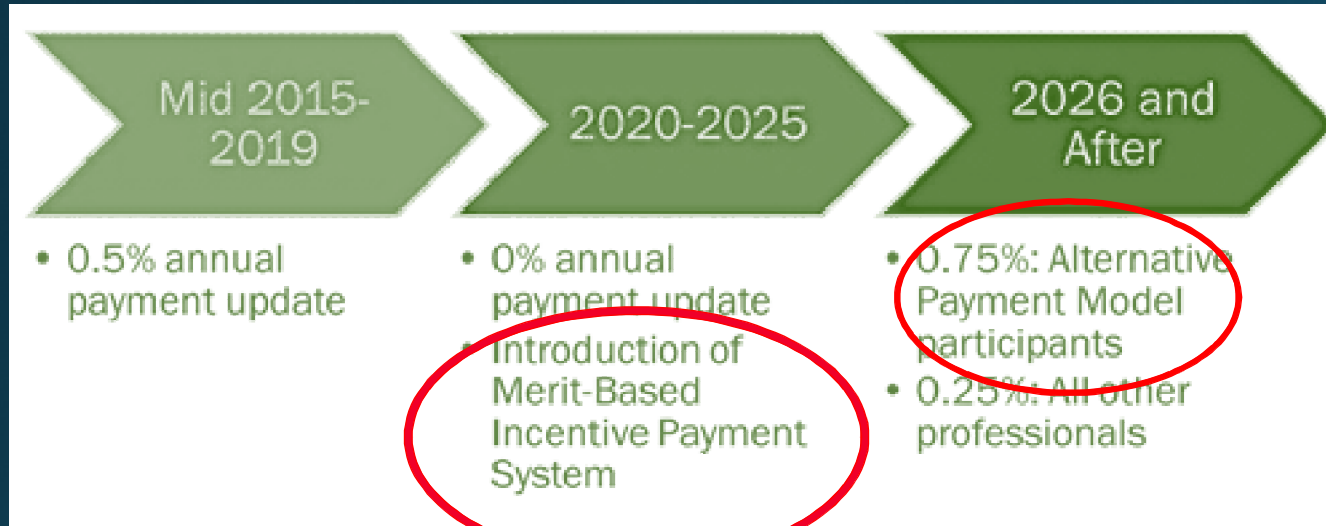 Mid 2015-
2019
• 0.5% annual
payment update
2020-2025
• 0% annual
payment update
• Introduction of
Merit-Based
Incentive Payment
System
2026 and
After
• 0.75%: Alternative
Payment Model
participants
• 0.25%: All other
professionals